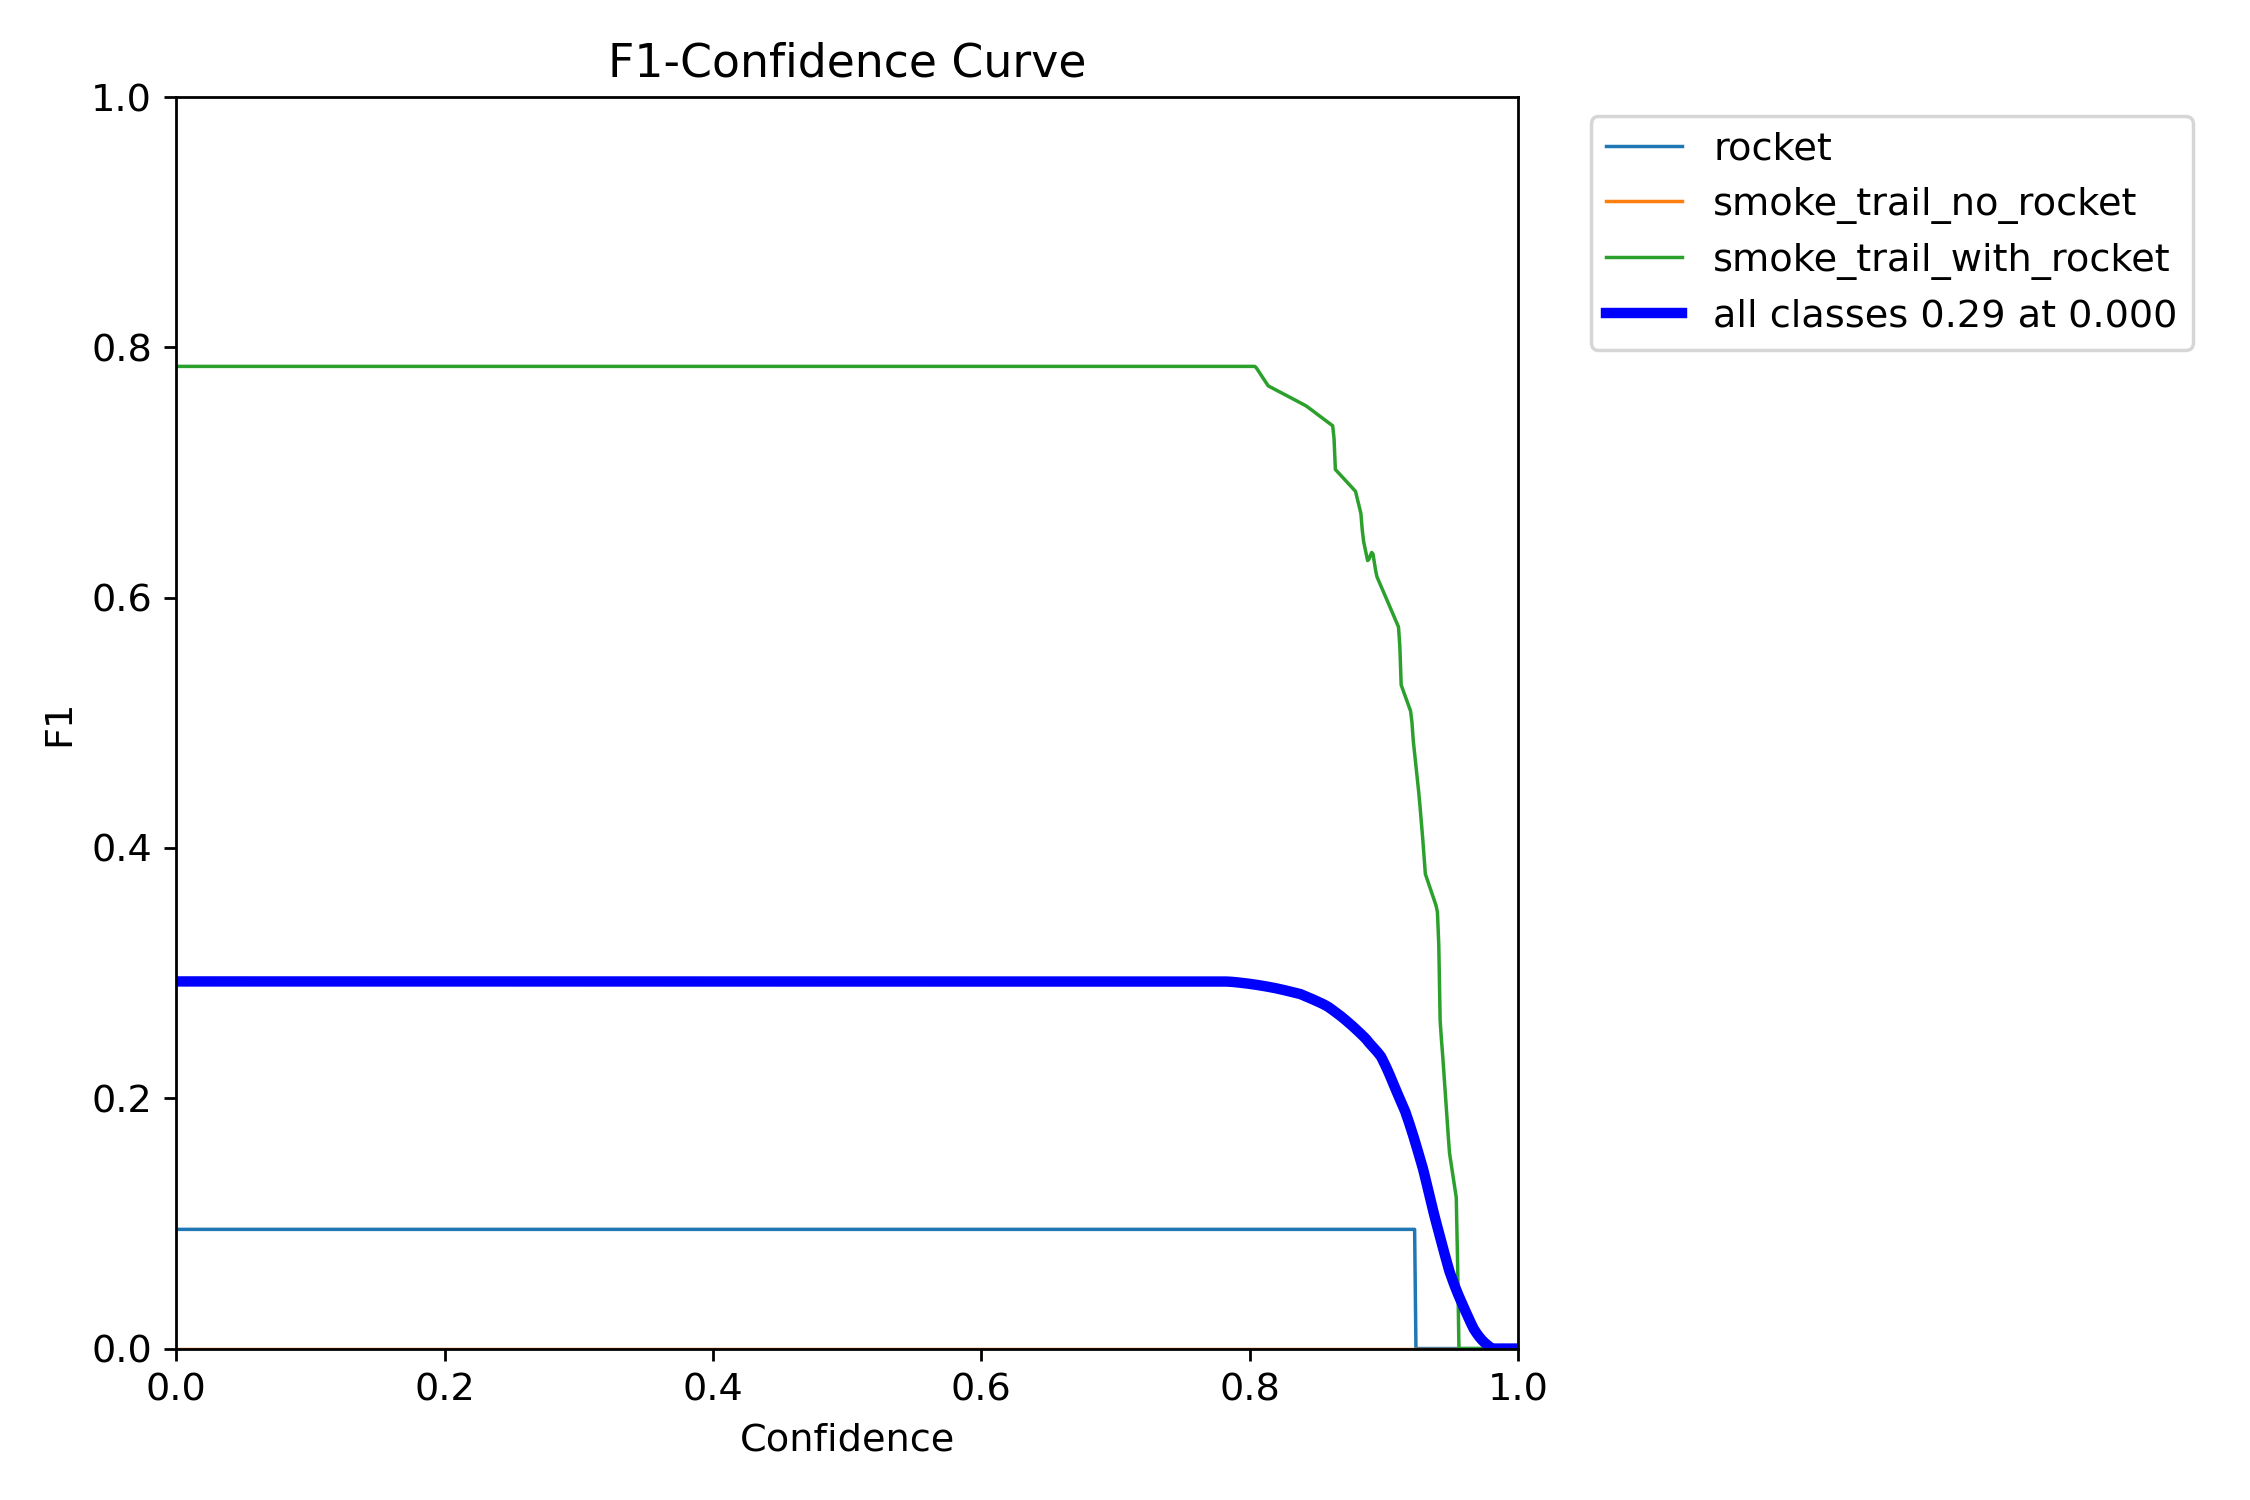 F1-Confidence Curve
1.0
0.8
0.6
0.4
0.2
0.0
F1
0.0 0.2 0.4 0.6 0.8 1.0
Confidence
rocket
smoke_trail_no_rocket
smoke_trail_with_rocket
all classes 0.29 at 0.000